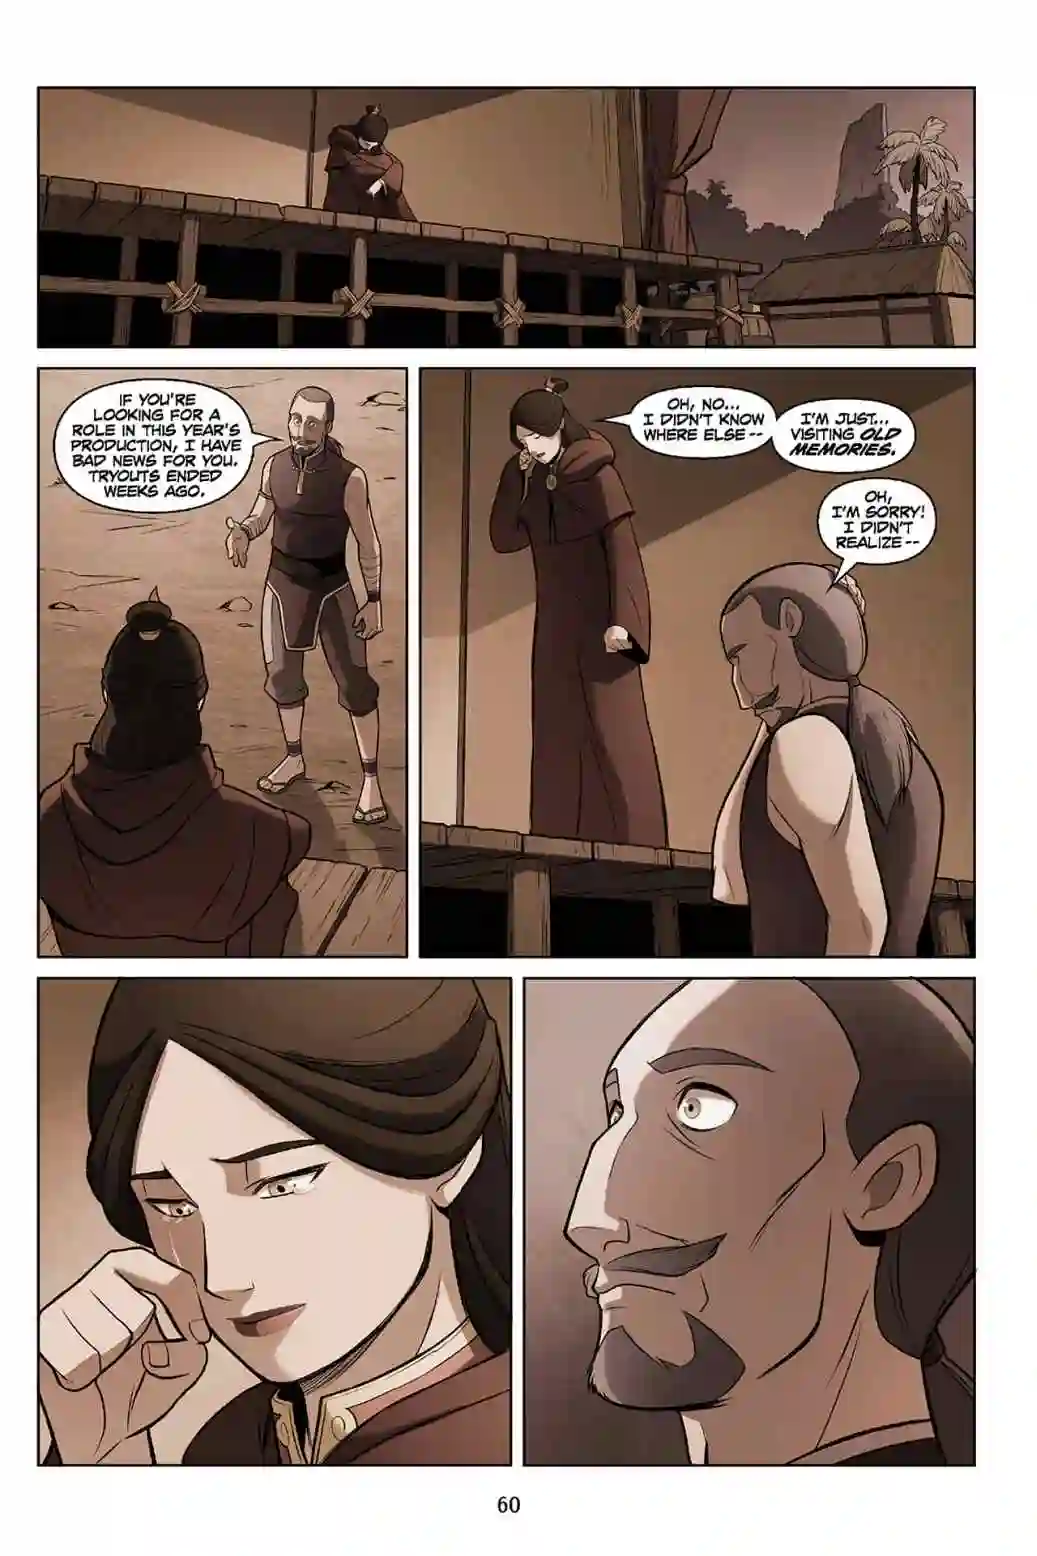 IF YOU'RE
LOOKING FOR A
ROLE IN THIS YEAR'S
PRODUCTION, I HAVE
BAD NEWS FOR YOU.
TRYOUTS ENDED
WEEKS AGO.
OH, NO...
I DIDN'T KNOW
WHERE ELSE--
I'M JUST...
VISITING OLD
MEMORIES.
OH,
I'M SORRY!
I DIDN'T
REALIZE--
60